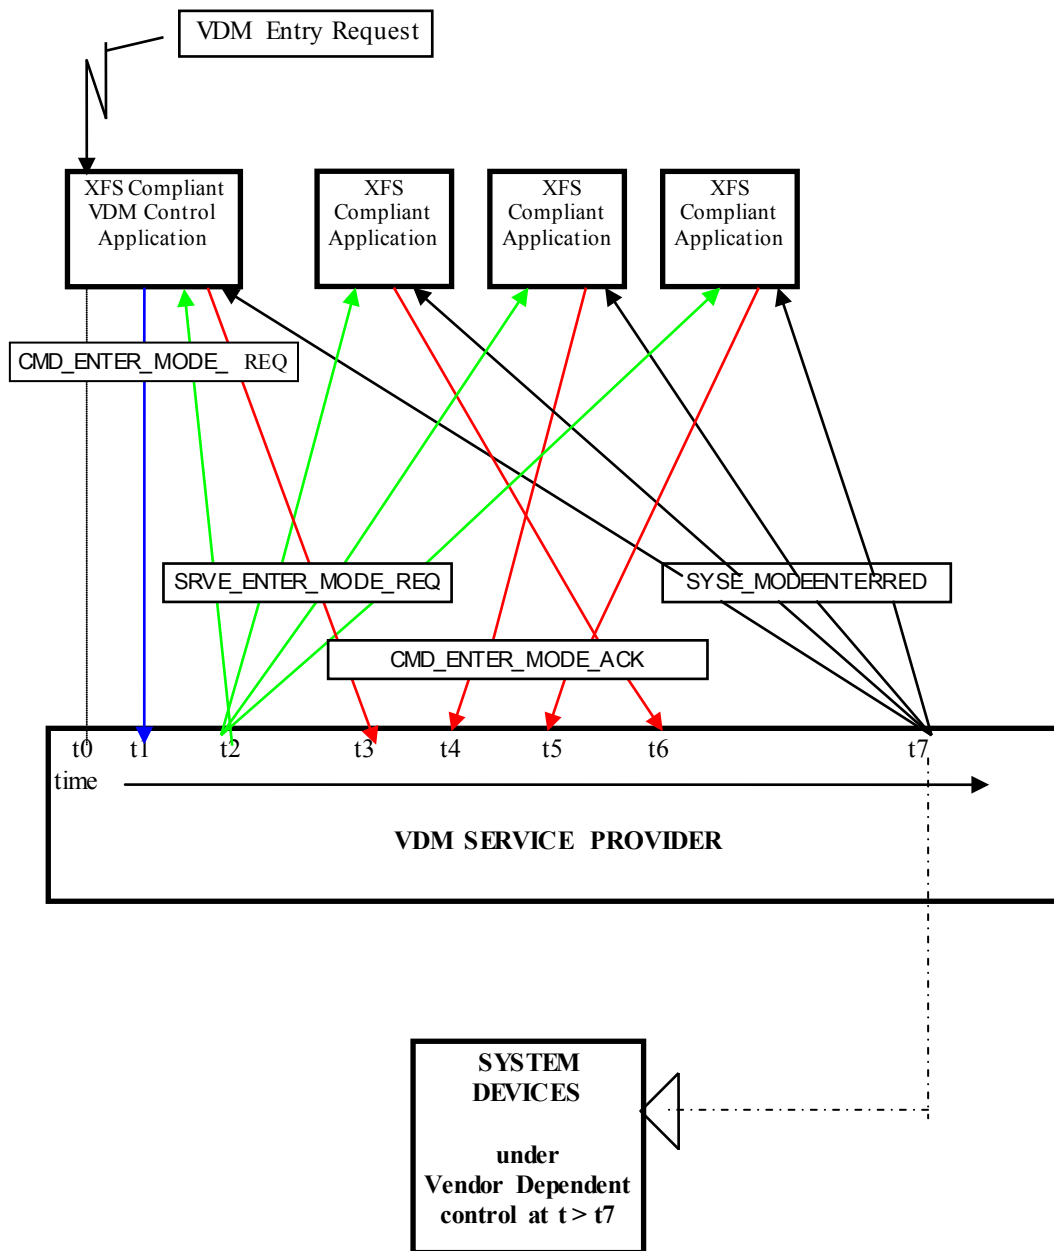 VDM Entry Request
XFS Compliant
VDM Control
Application
XFS
Compliant
Application
XFS
Compliant
Application
XFS
Compliant
Application
CMD_ENTER_MODE_ REQ
SRVE_ENTER_MODE_REQ
SYSE_MODEENTERRED
CMD_ENTER_MODE_ACK
t0 t1 t2 t3 t4 t5 t6 t7
time
VDM SERVICE PROVIDER
SYSTEM
DEVICES
under
Vendor Dependent
control at t > t7